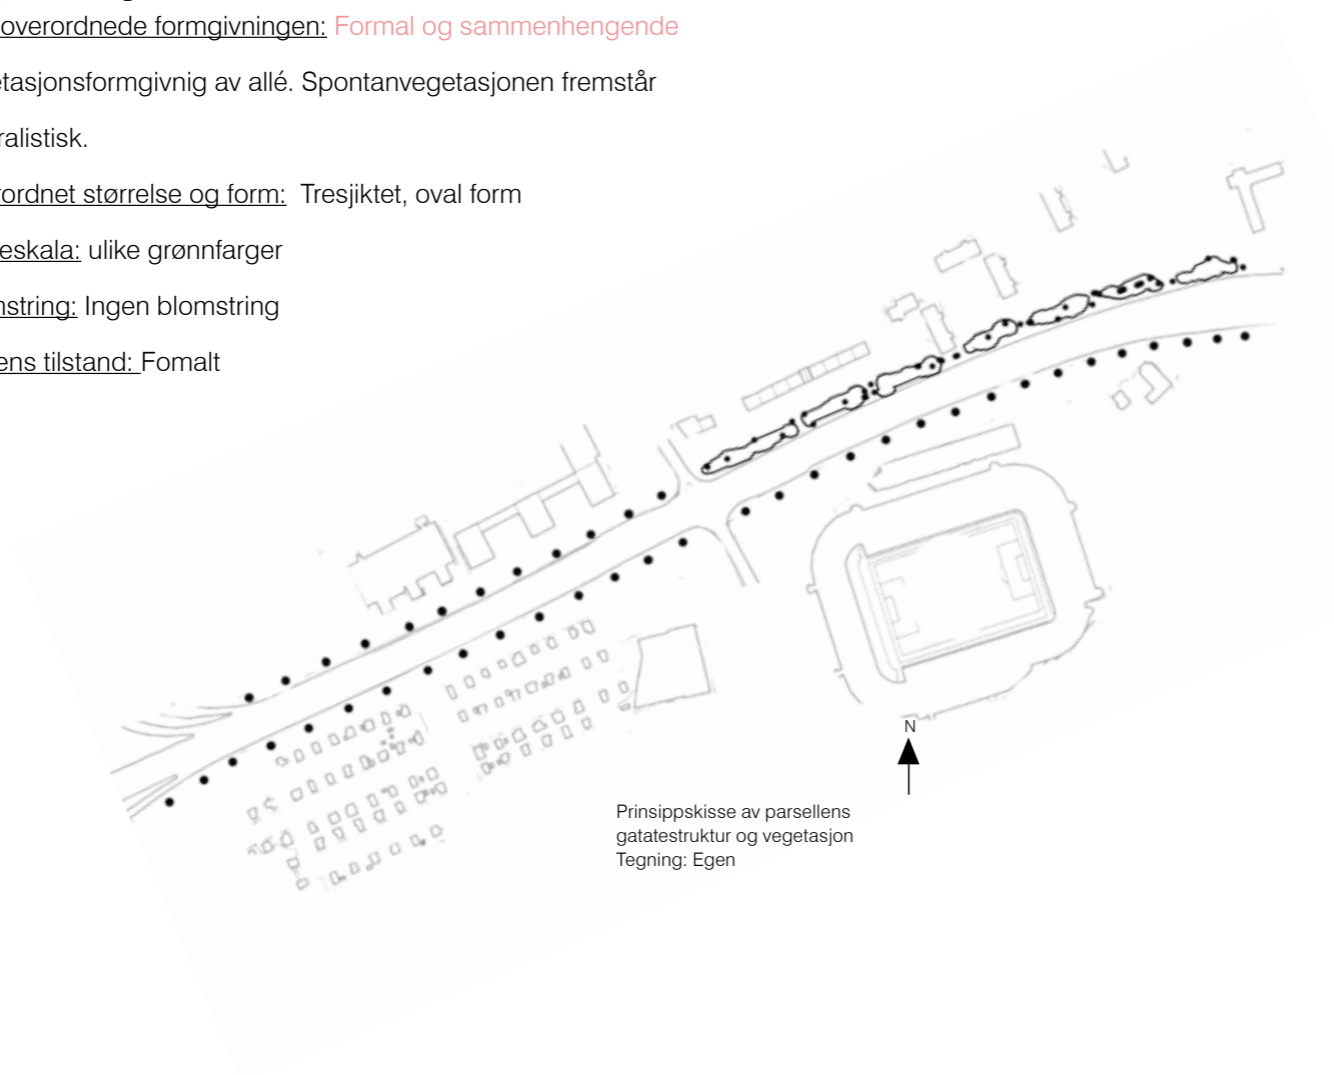 overordnede formgivningen: Formal og sammenhengende
etasjonsformgivnig av allé. Spontanvegetasjonen fremstår
ralistisk.
rordnet størrelse og form: Tresjiktet, oval form
eskala: ulike grønnfarger
nstring: Ingen blomstring
ens tilstand: Fomalt
N
Prinsippskisse av parsellens
gatatestruktur og vegetasjon
Tegning: Egen